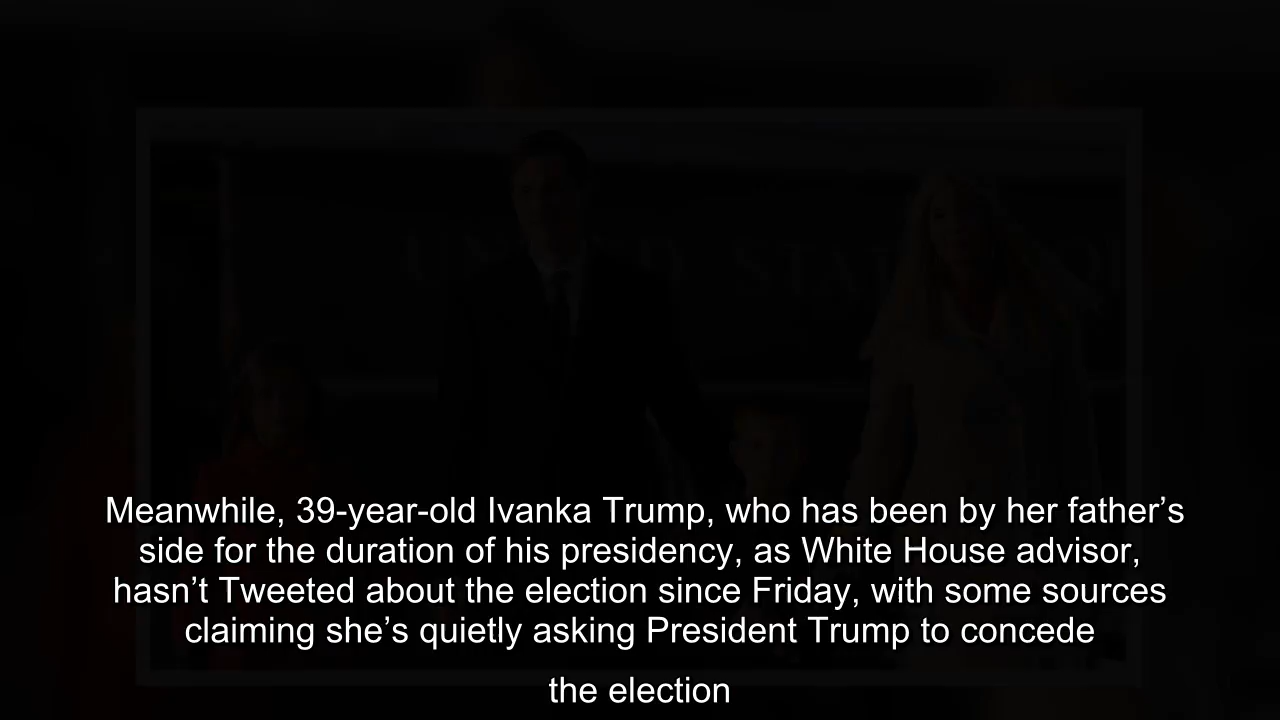 UNITED STATES
Meanwhile, 39-year-old Ivanka Trump, who has been by her father’s
side for the duration of his presidency, as White House advisor,
hasn’t Tweeted about the election since Friday, with some sources
claiming she’s quietly asking President Trump to concede
the election